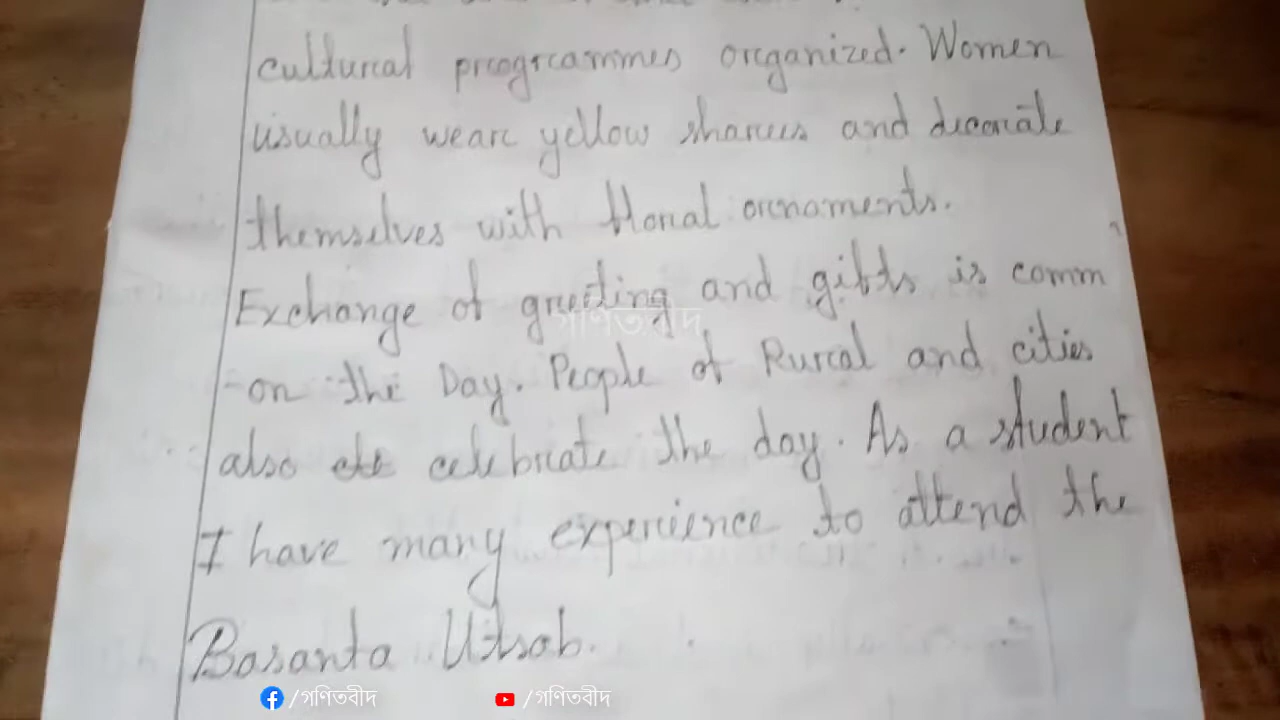 cultural programmes organized. Women
usually wear yellow sharees and decorate
themselves with floral ornaments.
Exchange of greeting and gifts is comm
গণিতবীদ
-on the Day. People of Rural and cities
also celebrate the day. As a student
I have many experience to attend the
Basanta Utsab.
/গণিতবীদ
/গণিতবীদ